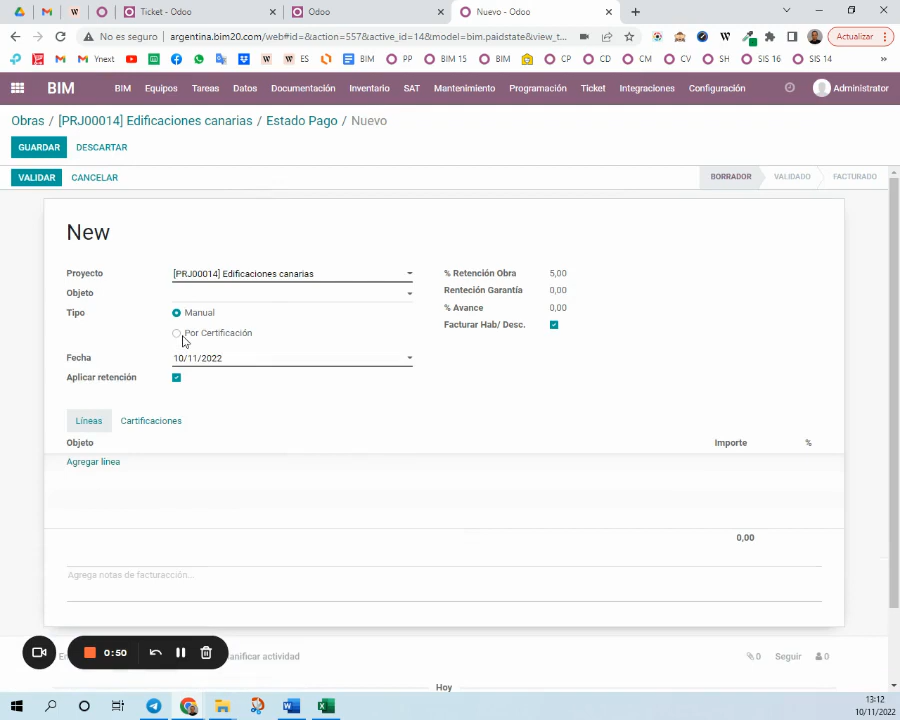 Ticket - Odoo
Odoo
Nuevo - Odoo
No es seguro
argentina.bim20.com/web#id=&action=557&active_id=14&model=bim.paidstate&view_t...
Actualizar
Ynext
ES
BIM
PP
BIM 15
BIM
CP
CD
CM
CV
SH
SIS 16
SIS 14
»
BIM
BIM
Equipos
Tareas
Datos
Documentación
Inventario
SAT
Mantenimiento
Programación
Ticket
Integraciones
Configuración
Administrator
Obras / [PRJ00014] Edificaciones canarias / Estado Pago / Nuevo
GUARDAR
DESCARTAR
VALIDAR
CANCELAR
BORRADOR
VALIDADO
FACTURADO
New
Proyecto
[PRJ00014] Edificaciones canarias
Objeto
Tipo
Manual
Por Certificación
Fecha
10/11/2022
Aplicar retención
% Retención Obra
5,00
Renteción Garantía
0,00
% Avance
0,00
Facturar Hab/ Desc.
Líneas
Cartificaciones
Objeto
Importe
%
Agregar línea
0,00
Agrega notas de facturacción...
0:50
anificar actividad
0
Seguir
0
Hoy
13:12
10/11/2022